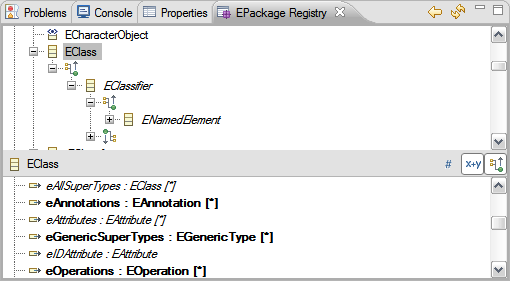 Problems Console Properties EPackage Registry
ECharacterObject
EClass
EClassifier
ENamedElement
EClass # x+y
eAllSuperTypes : EClass [*]
eAnnotations : EAnnotation [*]
eAttributes : EAttribute [*]
eGenericSuperTypes : EGenericType [*]
eIDAttribute : EAttribute
eOperations : EOperation [*]